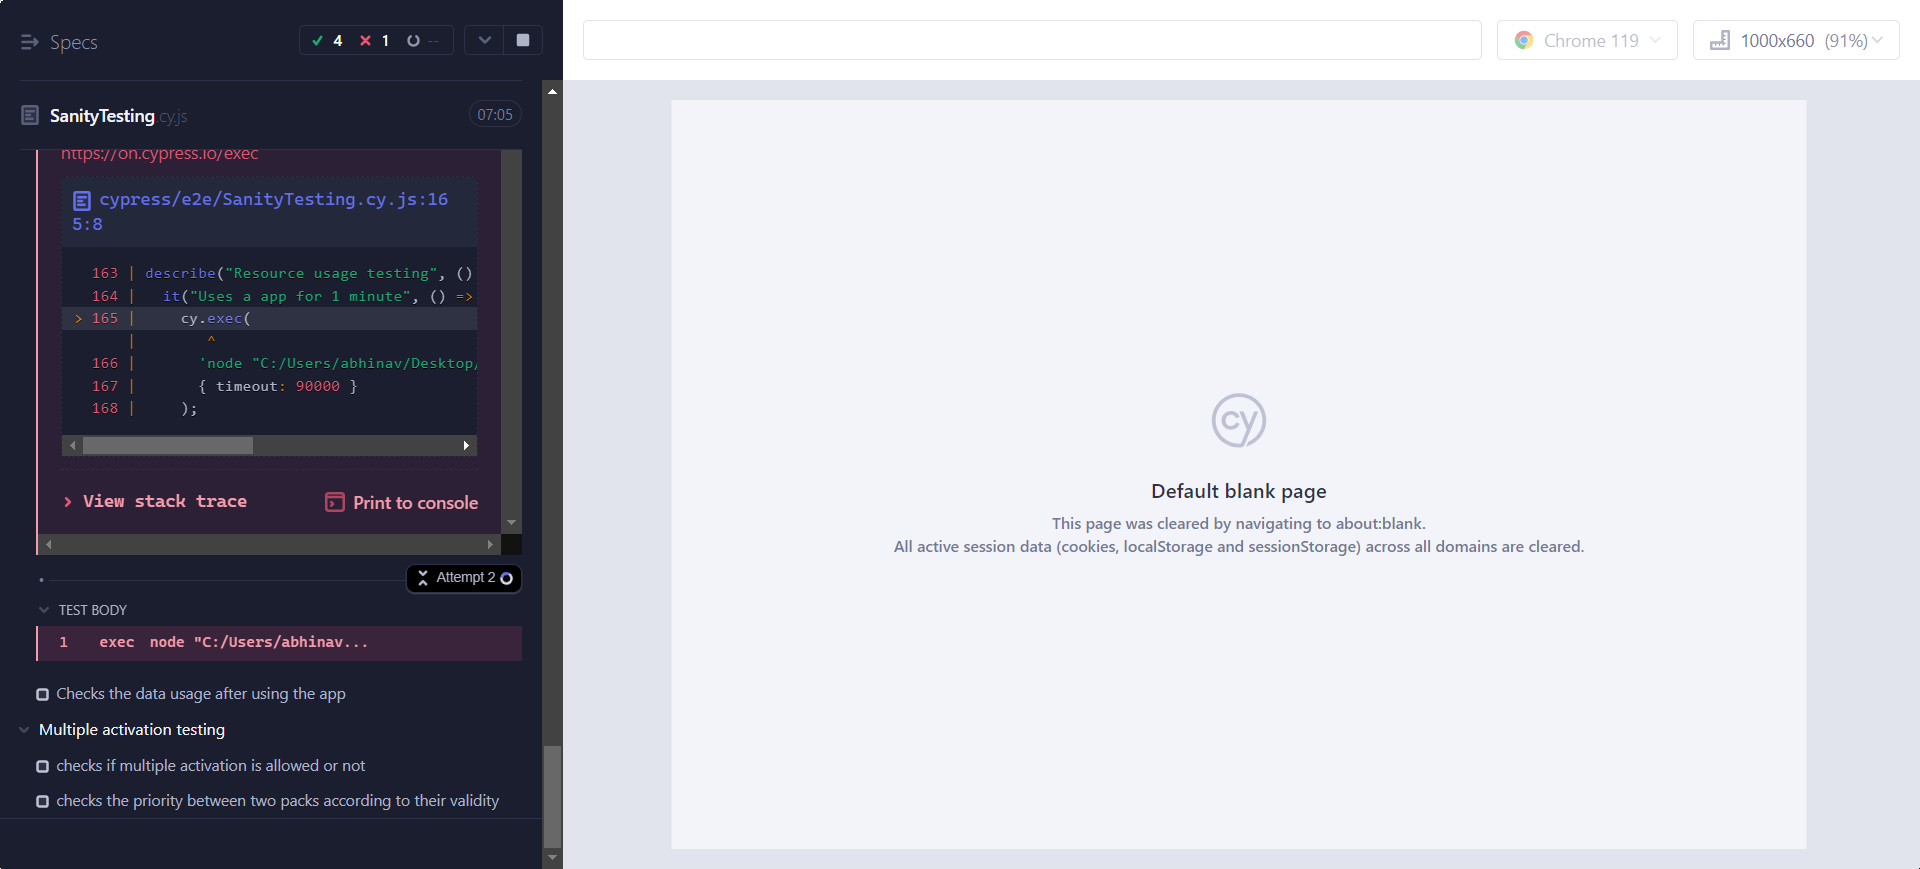 Specs
4 1 --
Chrome 119
1000x660 (91%)
SanityTesting.cy.js
07:05
https://on.cypress.io/exec
cypress/e2e/SanityTesting.cy.js:16
5:8
163 | describe("Resource usage testing", ()
164 | it("Uses a app for 1 minute", () =>
> 165 | cy.exec(
| ^
166 | 'node "C:/Users/abhinav/Desktop/
167 | { timeout: 90000 }
168 | );
View stack trace
Print to console
Attempt 2
TEST BODY
1 exec node "C:/Users/abhinav...
Checks the data usage after using the app
Multiple activation testing
checks if multiple activation is allowed or not
checks the priority between two packs according to their validity
cy
Default blank page
This page was cleared by navigating to about:blank.
All active session data (cookies, localStorage and sessionStorage) across all domains are cleared.